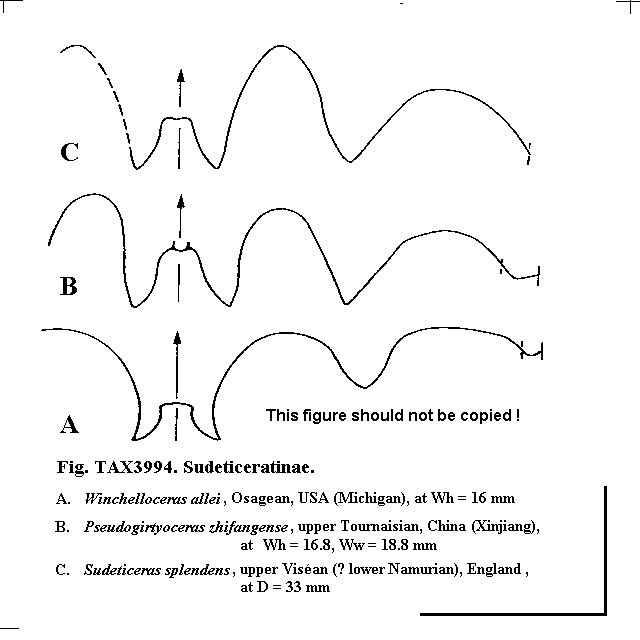 C
B
A
This figure should not be copied !
Fig. TAX3994. Sudeticeratinae.
A. Winchelloceras allei, Osagean, USA (Michigan), at Wh = 16 mm
B. Pseudogirtyoceras zhifangense, upper Tournaisian, China (Xinjiang),
at Wh = 16.8, Ww = 18.8 mm
C. Sudeticeras splendens, upper Viséan (? lower Namurian), England ,
at D = 33 mm